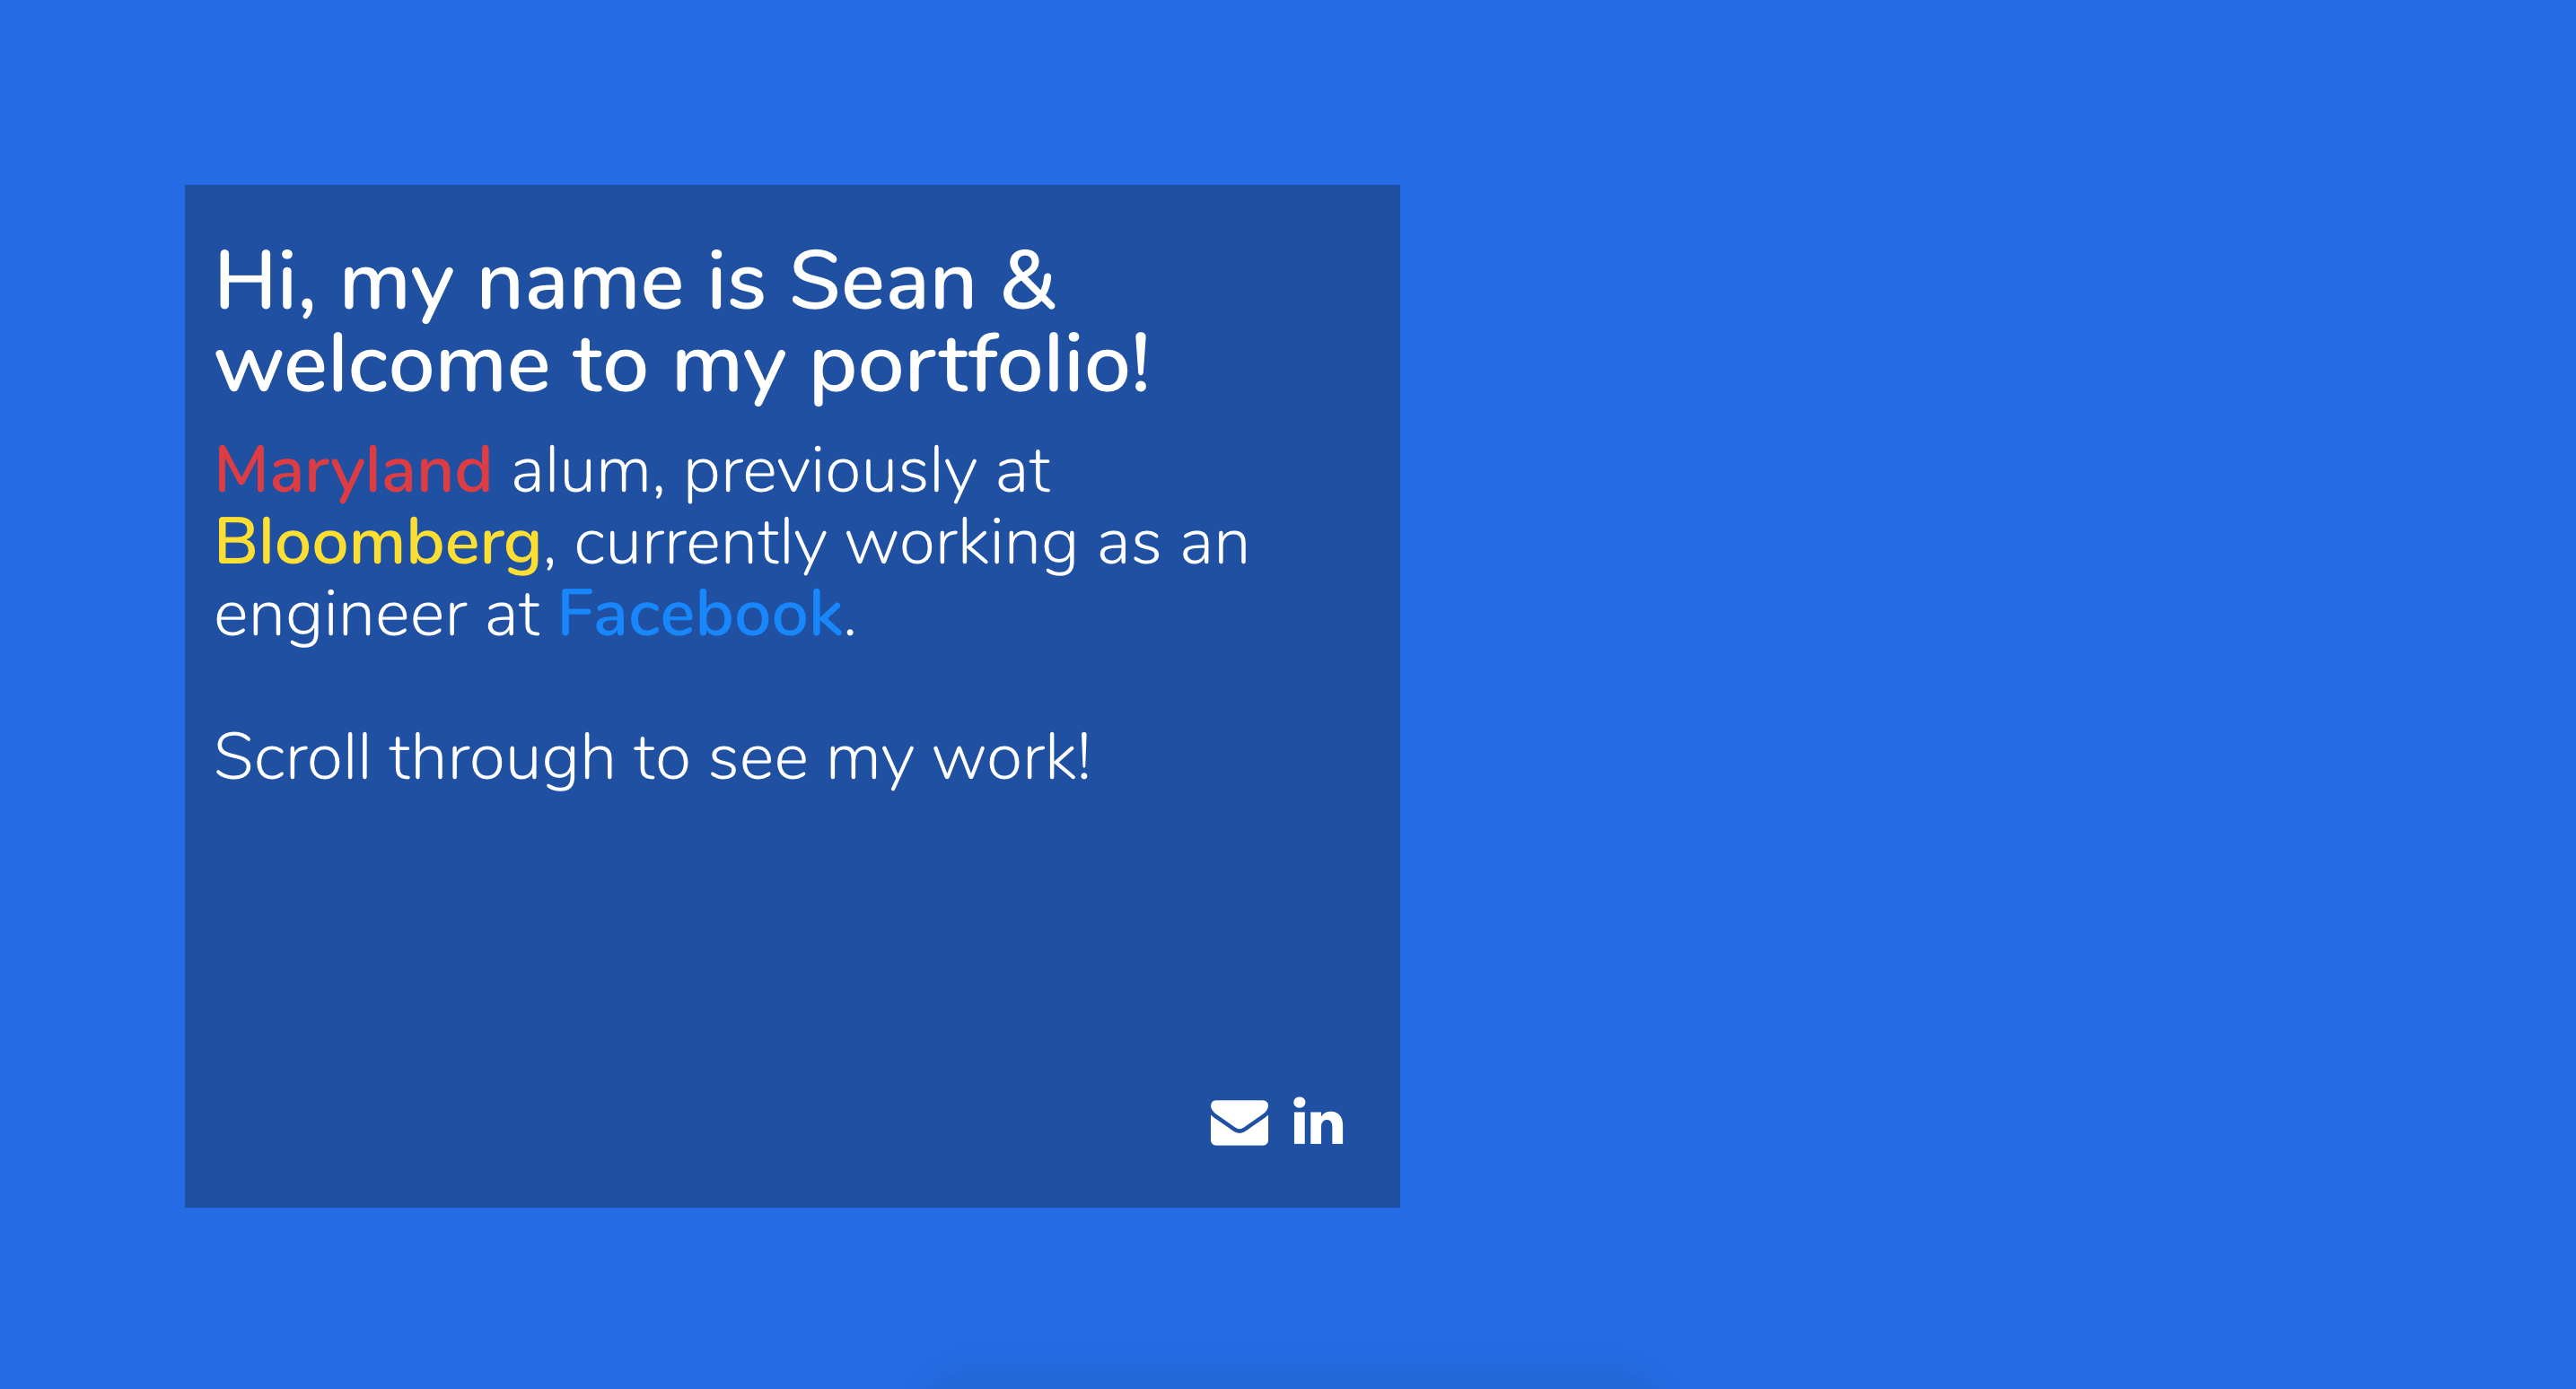 Hi, my name is Sean &
welcome to my portfolio!
Maryland alum, previously at
Bloomberg, currently working as an
engineer at Facebook.
Scroll through to see my work!
in